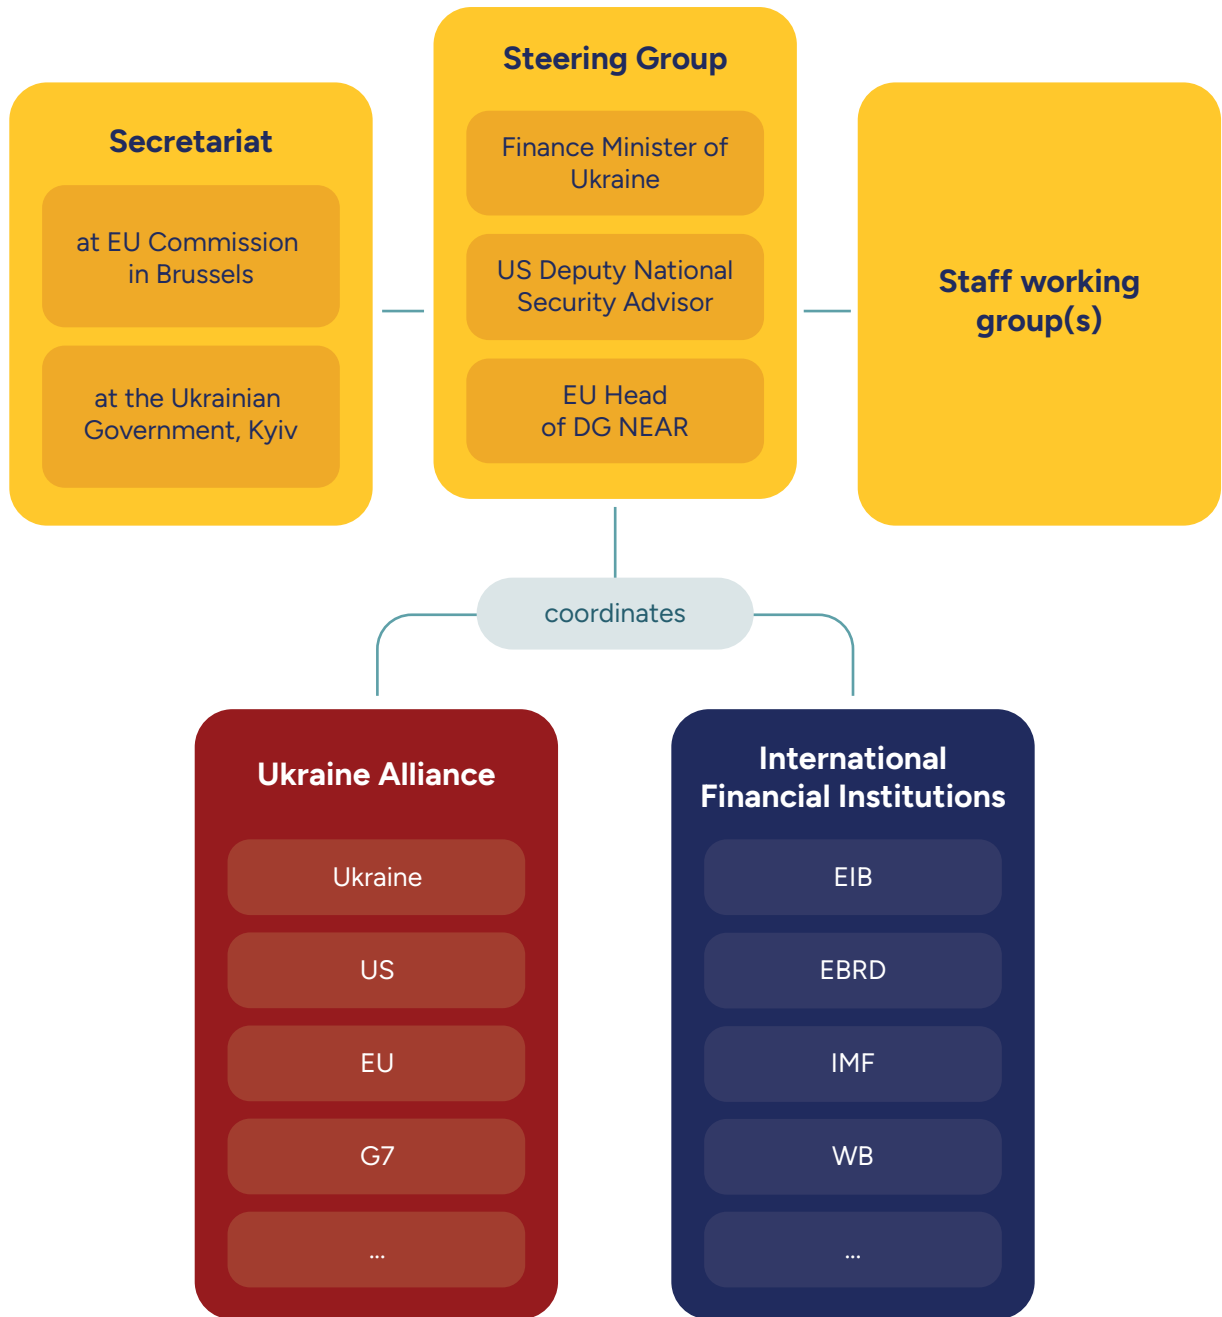 Secretariat
at EU Commission
in Brussels
at the Ukrainian
Government, Kyiv
Steering Group
Finance Minister of
Ukraine
US Deputy National
Security Advisor
EU Head
of DG NEAR
Staff working
group(s)
coordinates
Ukraine Alliance
Ukraine
US
EU
G7
...
International
Financial Institutions
EIB
EBRD
IMF
WB
...